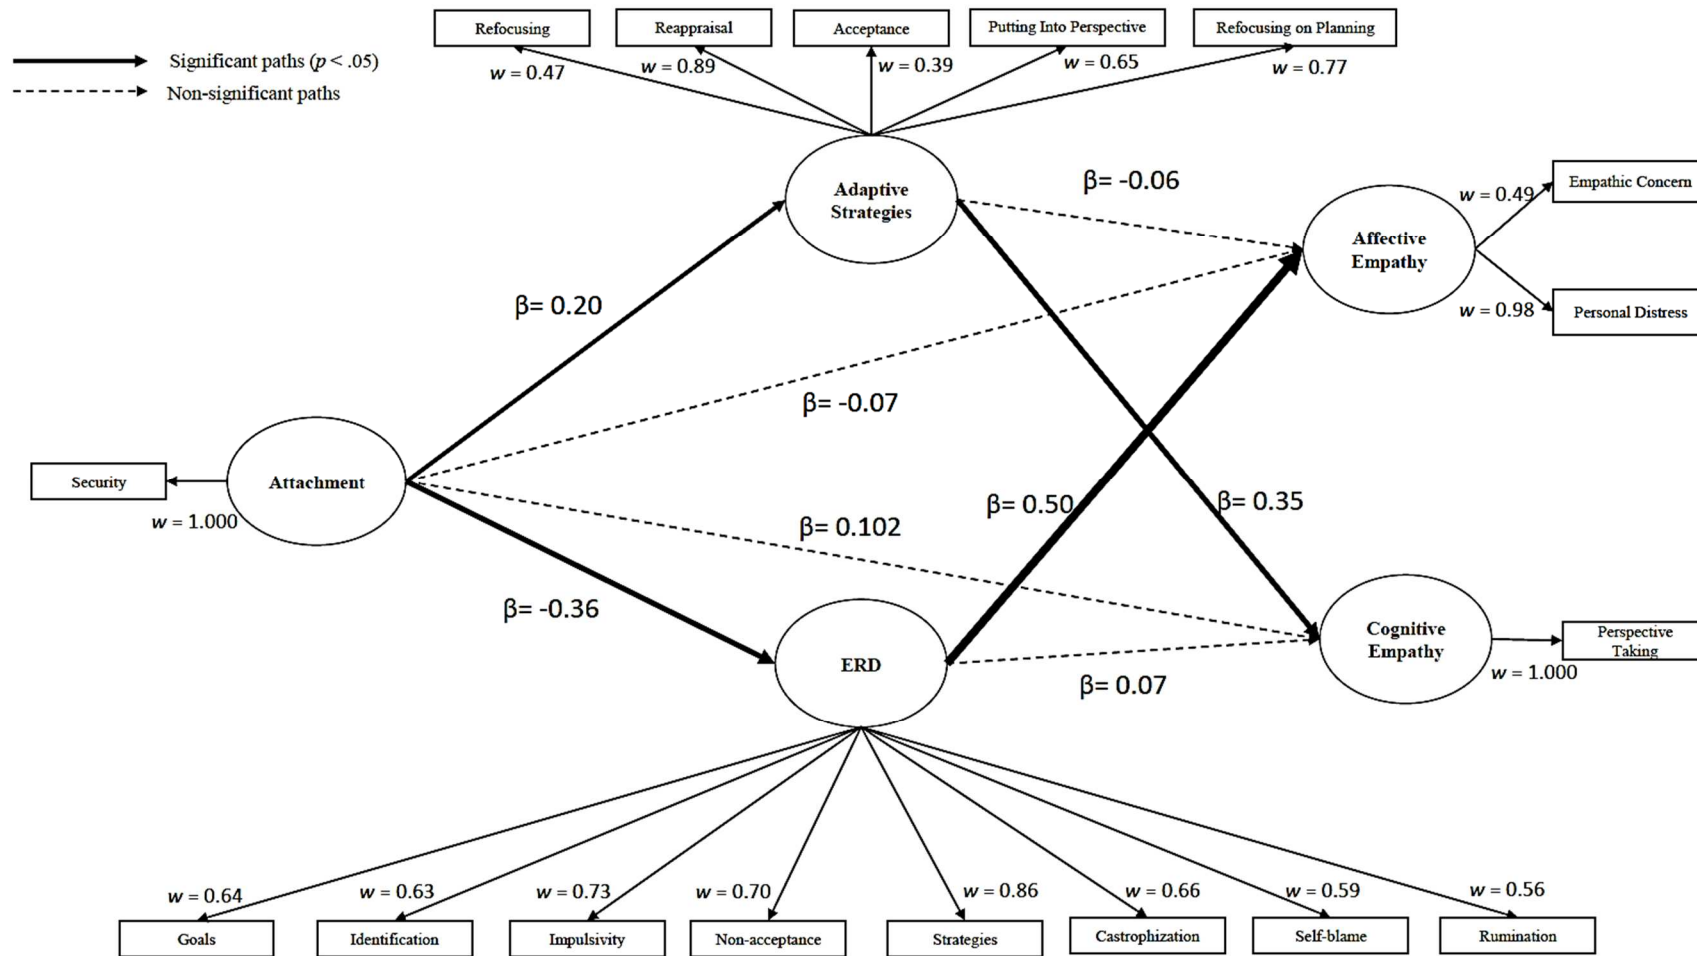 Refocusing
Reappraisal
Acceptance
Putting Into Perspective
Refocusing on Planning
Significant paths (p < .05)
Non-significant paths
w = 0.47
w = 0.89
w = 0.39
w = 0.65
w = 0.77
Adaptive
Strategies
β= -0.06
Empathic Concern
w = 0.49
Affective
Empathy
β= 0.20
Personal Distress
w = 0.98
β= -0.07
Security
Attachment
w = 1.000
β= 0.50
β= 0.35
β= 0.102
β= -0.36
Cognitive
Empathy
Perspective
Taking
w = 1.000
ERD
β= 0.07
w = 0.64
w = 0.63
w = 0.73
w = 0.70
w = 0.86
w = 0.66
w = 0.59
w = 0.56
Goals
Identification
Impulsivity
Non-acceptance
Strategies
Castrophization
Self-blame
Rumination